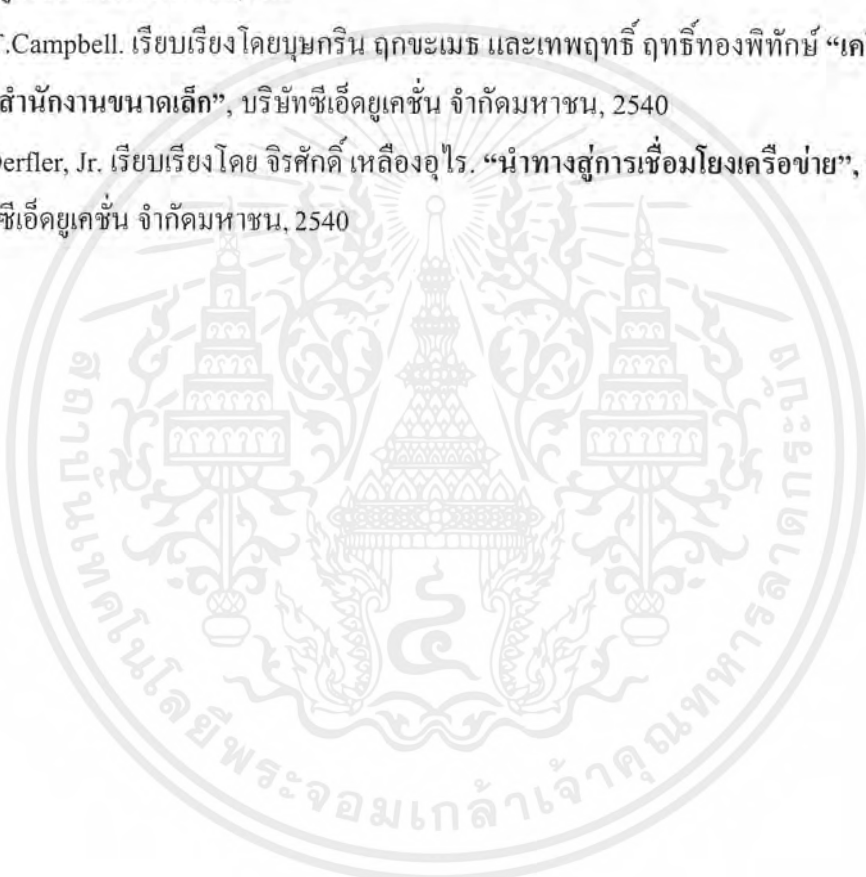 .Campbell. เรียบเรียงโดยบุษกริน ฤกขะเมธ และเทพฤทธิ์ ฤทธิ์ทองพิทักษ์ “เค
สำนักงานขนาดเล็ก”, บริษัทซีเอ็ดยูเคชั่น จำกัดมหาชน, 2540
erfler, Jr. เรียบเรียงโดย จิรศักดิ์ เหลืองอุไร. “นำทางสู่การเชื่อมโยงเครือข่าย”,
ซีเอ็ดยูเคชั่น จำกัดมหาชน, 2540
สถาบันเทคโนโลยีพระจอมเกล้าเจ้าคุณทหารลาดกระบัง